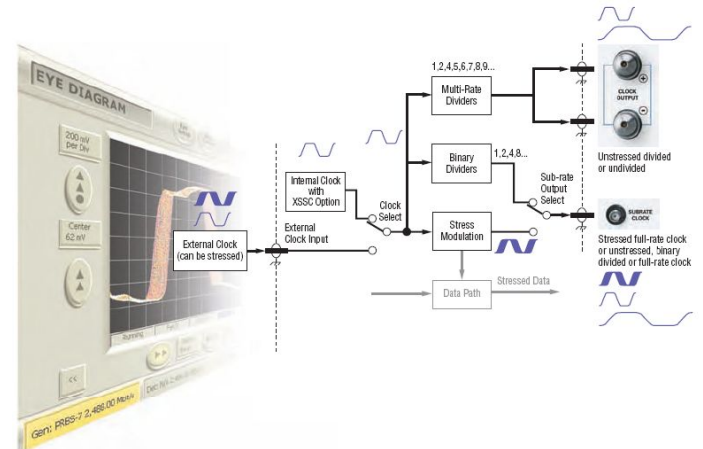 EYE DIAGRAM
200 mV
per Div
Center
62 mV
Running
<<
Gen: PRBS-7 2,488.00 Mbit/s
External Clock
(can be stressed)
External
Clock Input
Internal Clock
with
XSSC Option
Clock
Select
1,2,4,5,6,7,8,9...
Multi-Rate
Dividers
Binary
Dividers
1,2,4,8...
Stress
Modulation
Data Path
Stressed Data
Sub-rate
Output
Select
+
CLOCK
OUTPUT
−
Unstressed divided
or undivided
SUBRATE
CLOCK
Stressed full-rate clock
or unstressed, binary
divided or full-rate clock